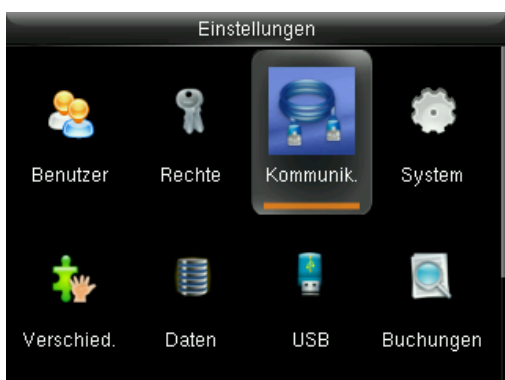 Einstellungen
Benutzer Rechte Kommunik. System
Verschied. Daten USB Buchungen